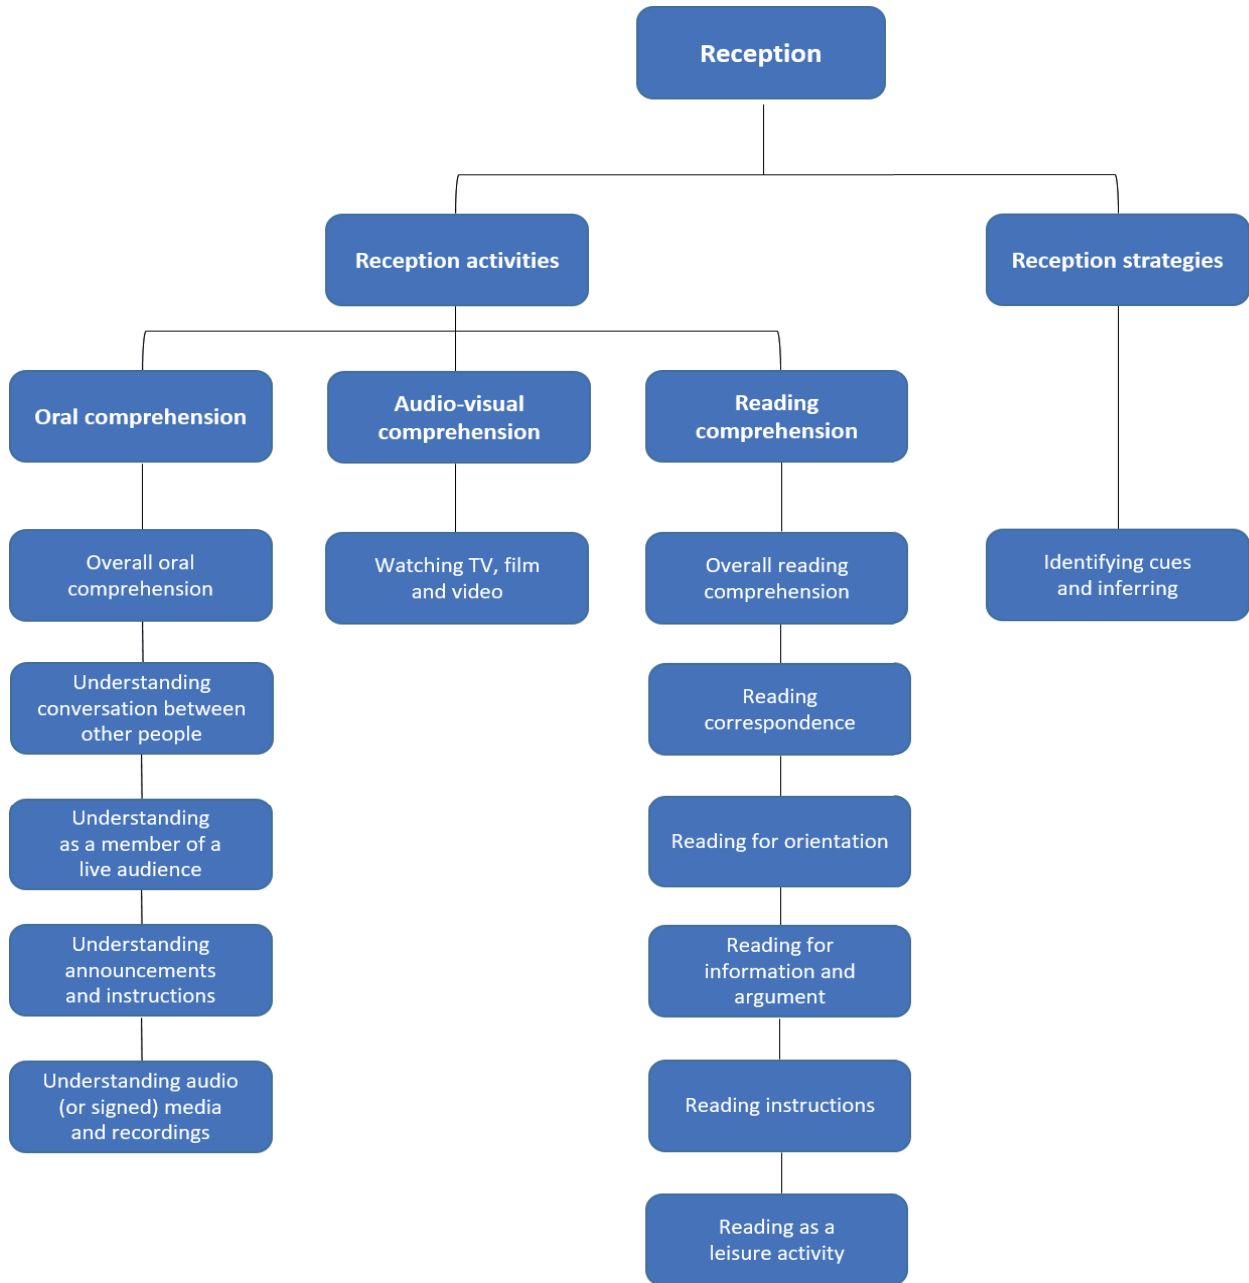 Reception
Reception activities
Reception strategies
Oral comprehension
Audio-visual
comprehension
Reading
comprehension
Overall oral
comprehension
Watching TV, film
and video
Overall reading
comprehension
Identifying cues
and inferring
Understanding
conversation between
other people
Reading
correspondence
Understanding
as a member of a
live audience
Reading for orientation
Understanding
announcements
and instructions
Reading for
information and
argument
Understanding audio
(or signed) media
and recordings
Reading instructions
Reading as a
leisure activity